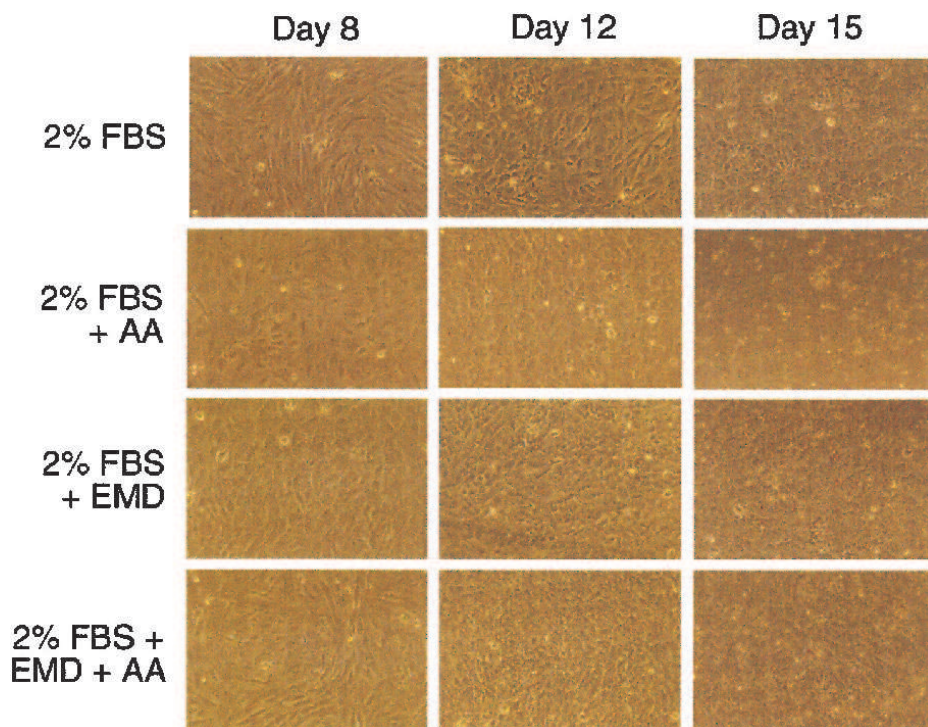 Day 8 Day 12 Day 15
2% FBS
2% FBS
+ AA
2% FBS
+ EMD
2% FBS +
EMD + AA